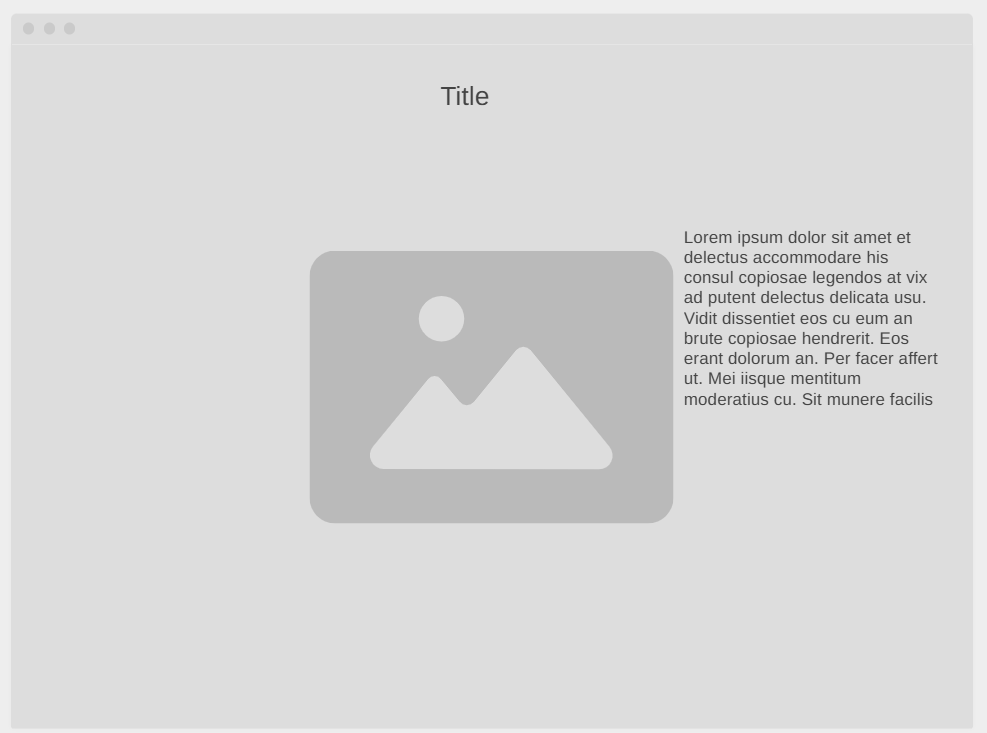 Title
Lorem ipsum dolor sit amet et
delectus accommodare his
consul copiosae legendos at vix
ad putent delectus delicata usu.
Vidit dissentiet eos cu eum an
brute copiosae hendrerit. Eos
erant dolorum an. Per facer affert
ut. Mei iisque mentitum
moderatius cu. Sit munere facilis